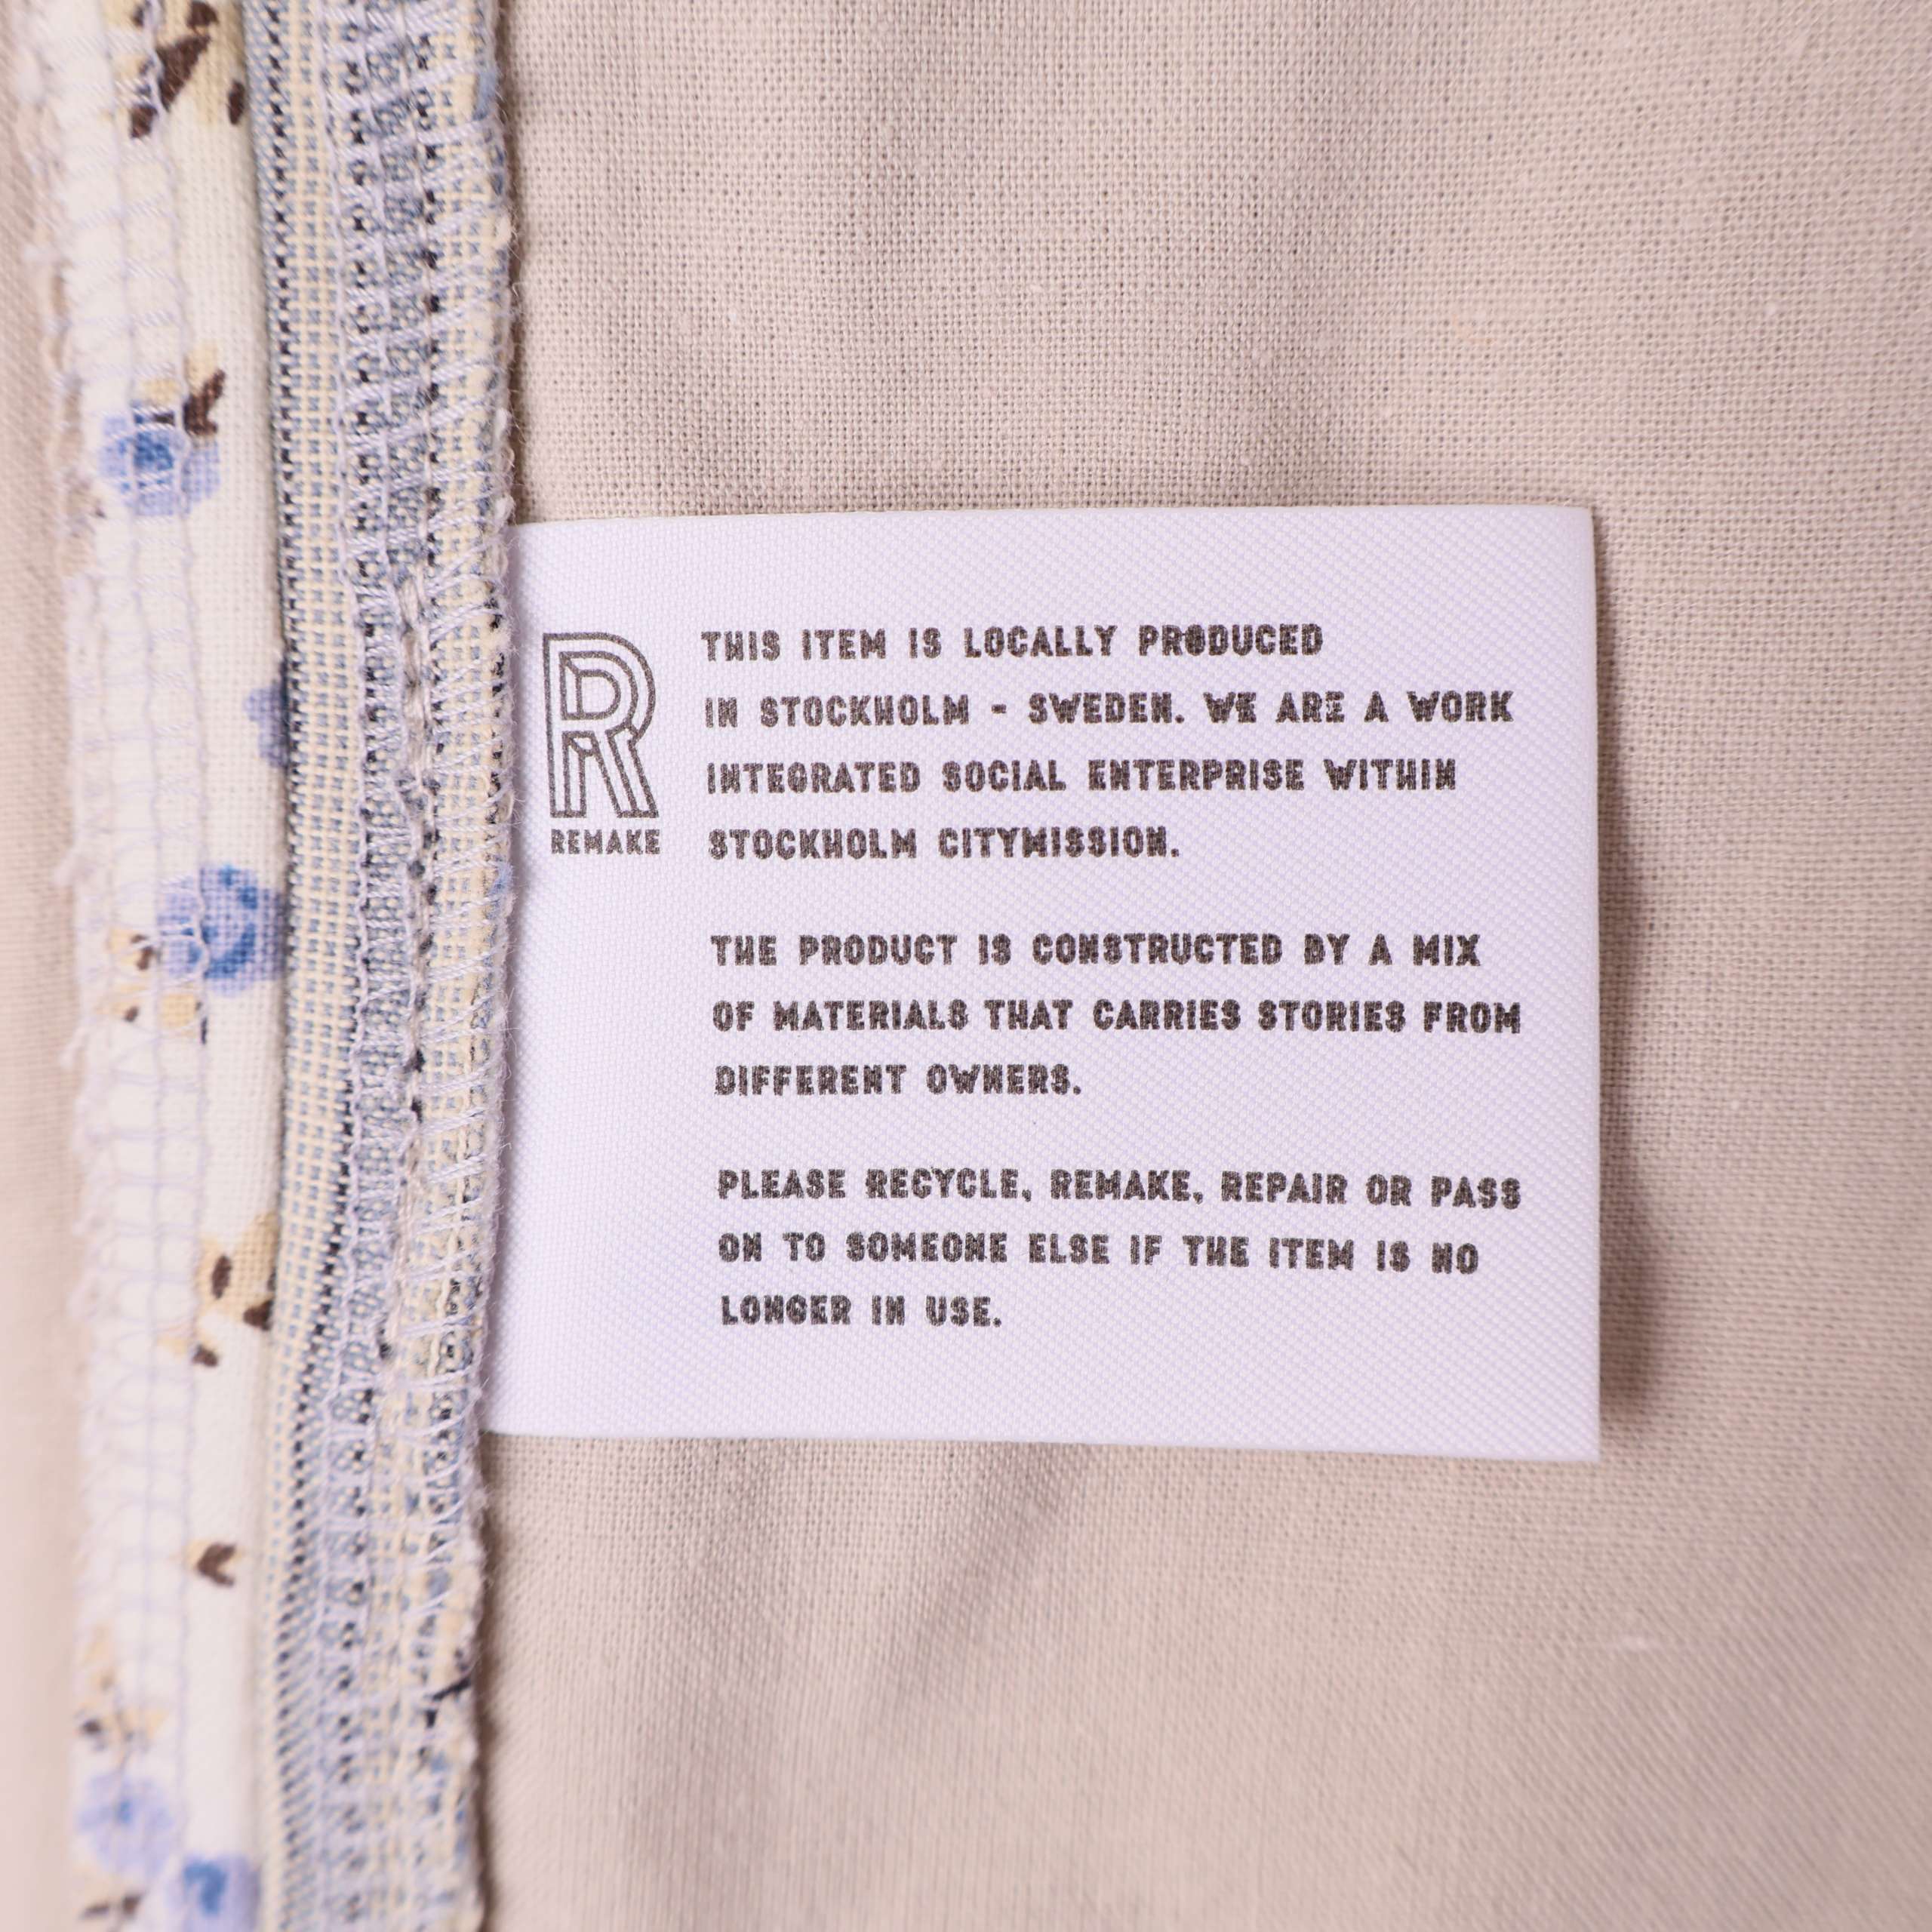 R
REMAKE
THIS ITEM IS LOCALLY PRODUCED
IN STOCKHOLM - SWEDEN. WE ARE A WORK
INTEGRATED SOCIAL ENTERPRISE WITHIN
STOCKHOLM CITYMISSION.
THE PRODUCT IS CONSTRUCTED BY A MIX
OF MATERIALS THAT CARRIES STORIES FROM
DIFFERENT OWNERS.
PLEASE RECYCLE, REMAKE, REPAIR OR PASS
ON TO SOMEONE ELSE IF THE ITEM IS NO
LONGER IN USE.